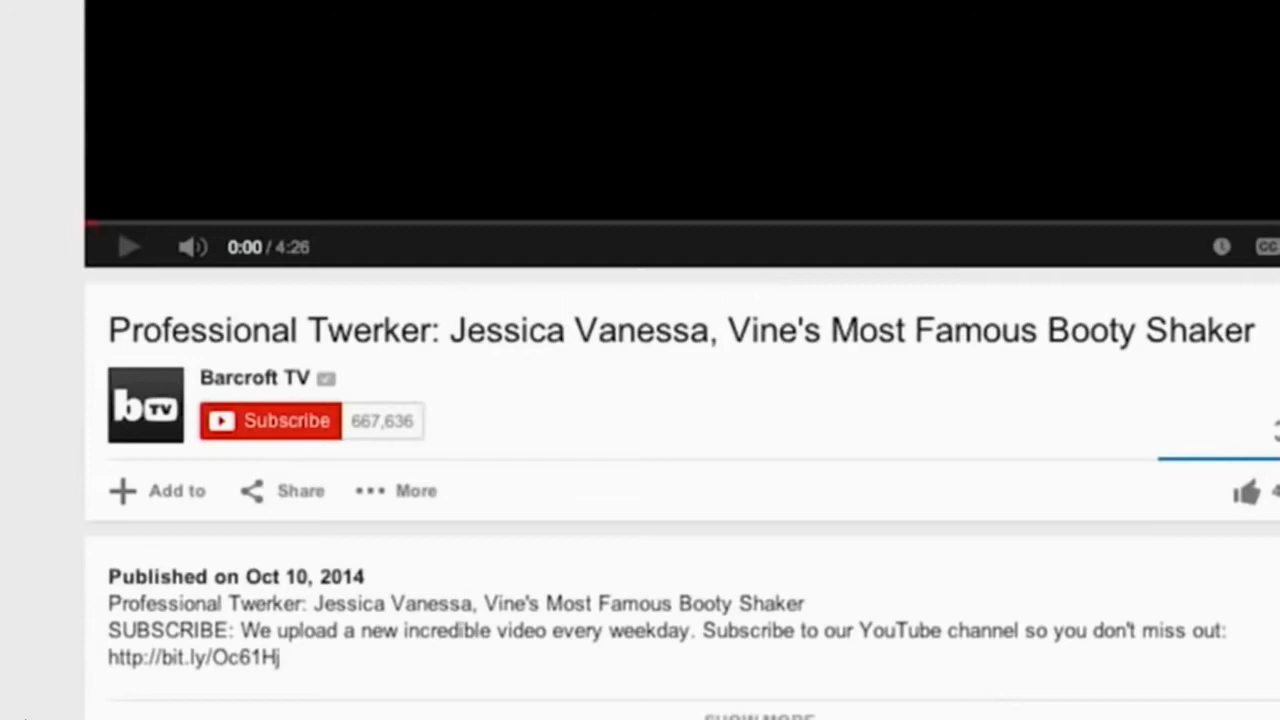 0:00 / 4:26
CC
Professional Twerker: Jessica Vanessa, Vine's Most Famous Booty Shaker
bTV
Barcroft TV
Subscribe 667,636
Add to Share More
Published on Oct 10, 2014
Professional Twerker: Jessica Vanessa, Vine's Most Famous Booty Shaker
SUBSCRIBE: We upload a new incredible video every weekday. Subscribe to our YouTube channel so you don't miss out:
http://bit.ly/Oc61Hj
SHOW MORE